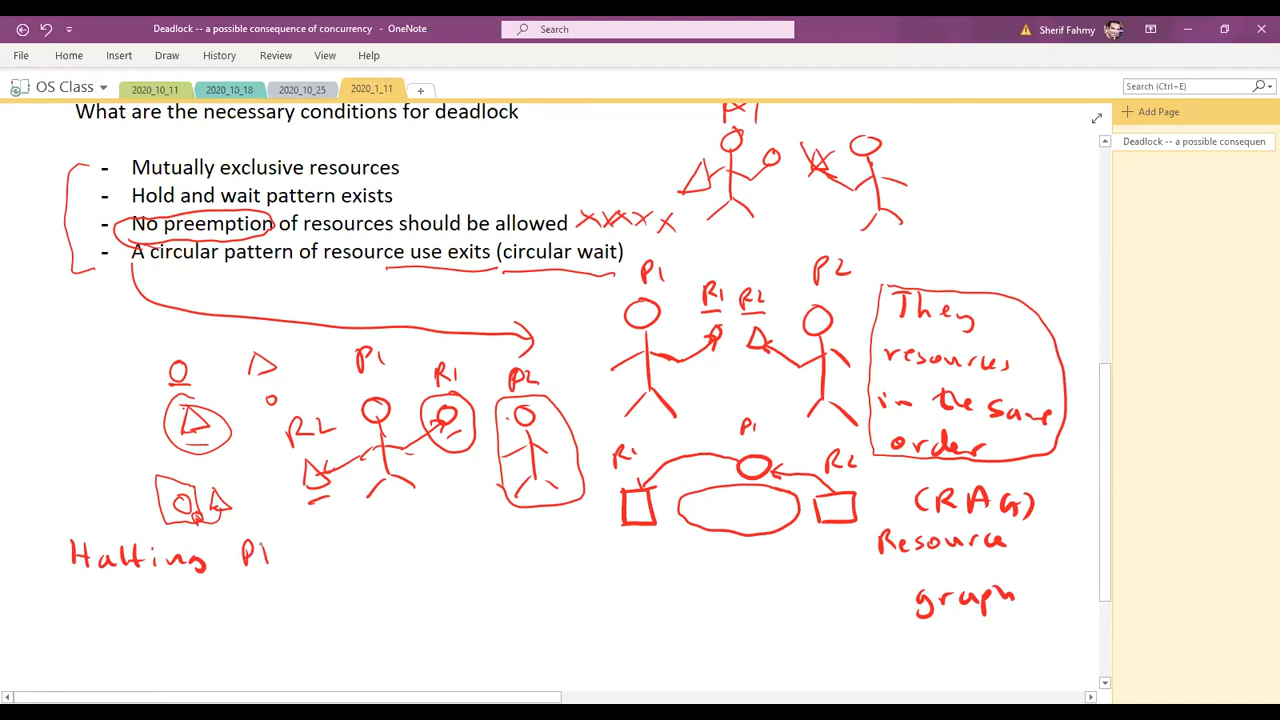 Deadlock -- a possible consequence of concurrency - OneNote
Search
Sherif Fahmy
File Home Insert Draw History Review View Help
OS Class
2020_10_11 2020_10_18 2020_10_25 2020_1_11
Search (Ctrl+E)
Add Page
Deadlock -- a possible consequen
What are the necessary conditions for deadlock
- Mutually exclusive resources
- Hold and wait pattern exists
- No preemption of resources should be allowed xxxxx
- A circular pattern of resource use exits (circular wait)
P1 P2
R1 R2
They
resources
in the same
order
P1 R1 P2
R2
P1
R1 R2
(RAG)
Resource
graph
Halting P